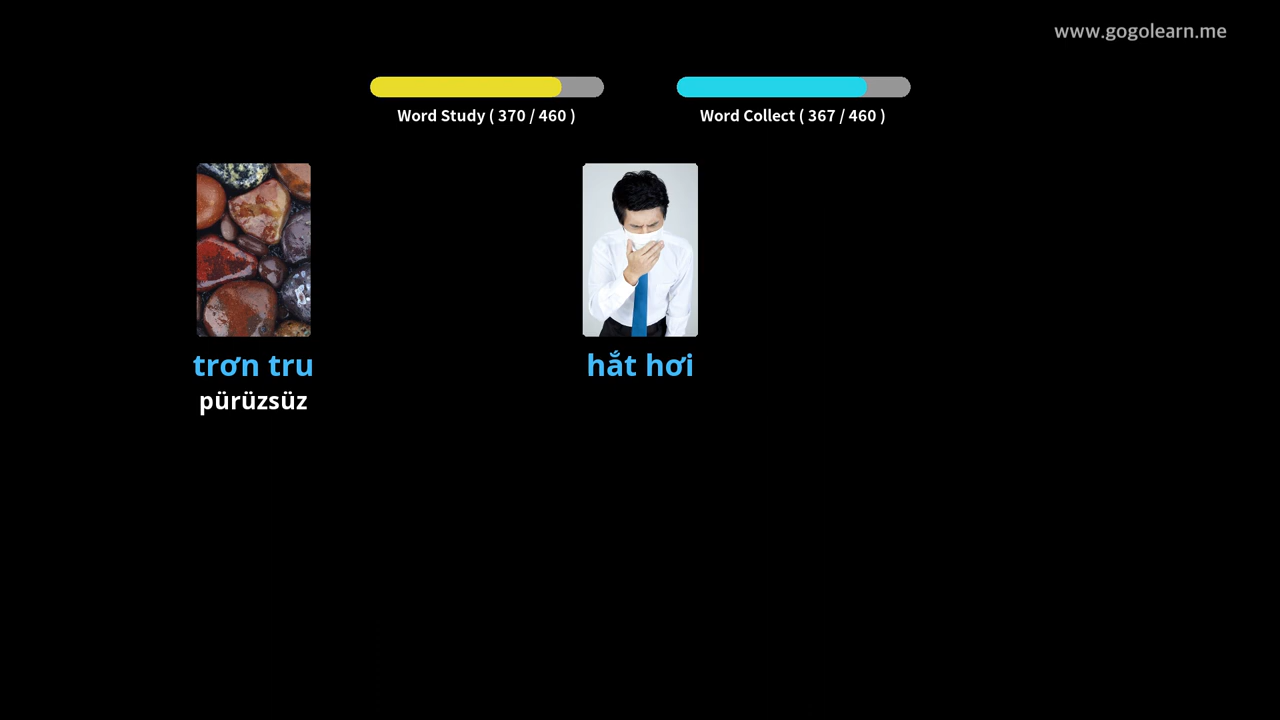 www.gogolearn.me
Word Study ( 370 / 460 )
Word Collect ( 367 / 460 )
trơn tru
hắt hơi
pürüzsüz